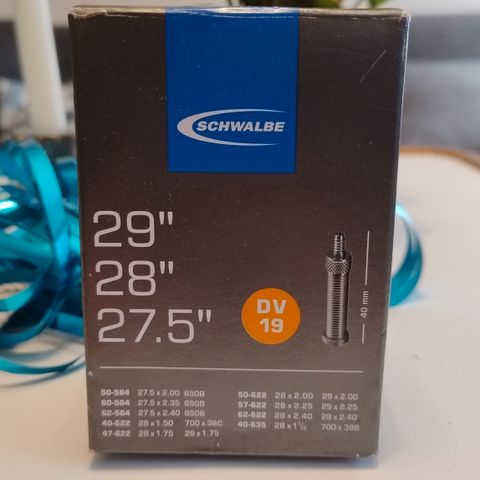 SCHWALBE
29"
28"
27.5"
DV
19
40 mm
50-584 27.5 x 2.00 650B
60-584 27.5 x 2.35 650B
62-584 27.5 x 2.40 650B
40-622 28 x 1.50 700 x 38C
47-622 28 x 1.75 29 x 1.75
50-622 28 x 2.00 29 x 2.00
57-622 28 x 2.25 29 x 2.25
62-622 28 x 2.40 29 x 2.40
40-635 28 x 1½ 700 x 38B